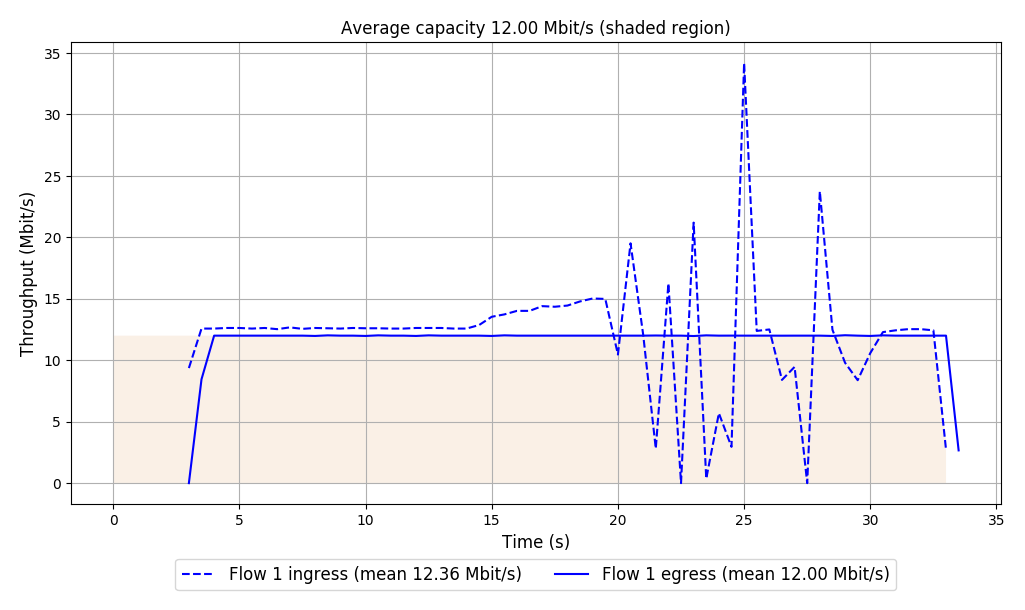 Average capacity 12.00 Mbit/s (shaded region)
Throughput (Mbit/s)
35
30
25
20
15
10
5
0
0 5 10 15 20 25 30 35
Time (s)
Flow 1 ingress (mean 12.36 Mbit/s) Flow 1 egress (mean 12.00 Mbit/s)